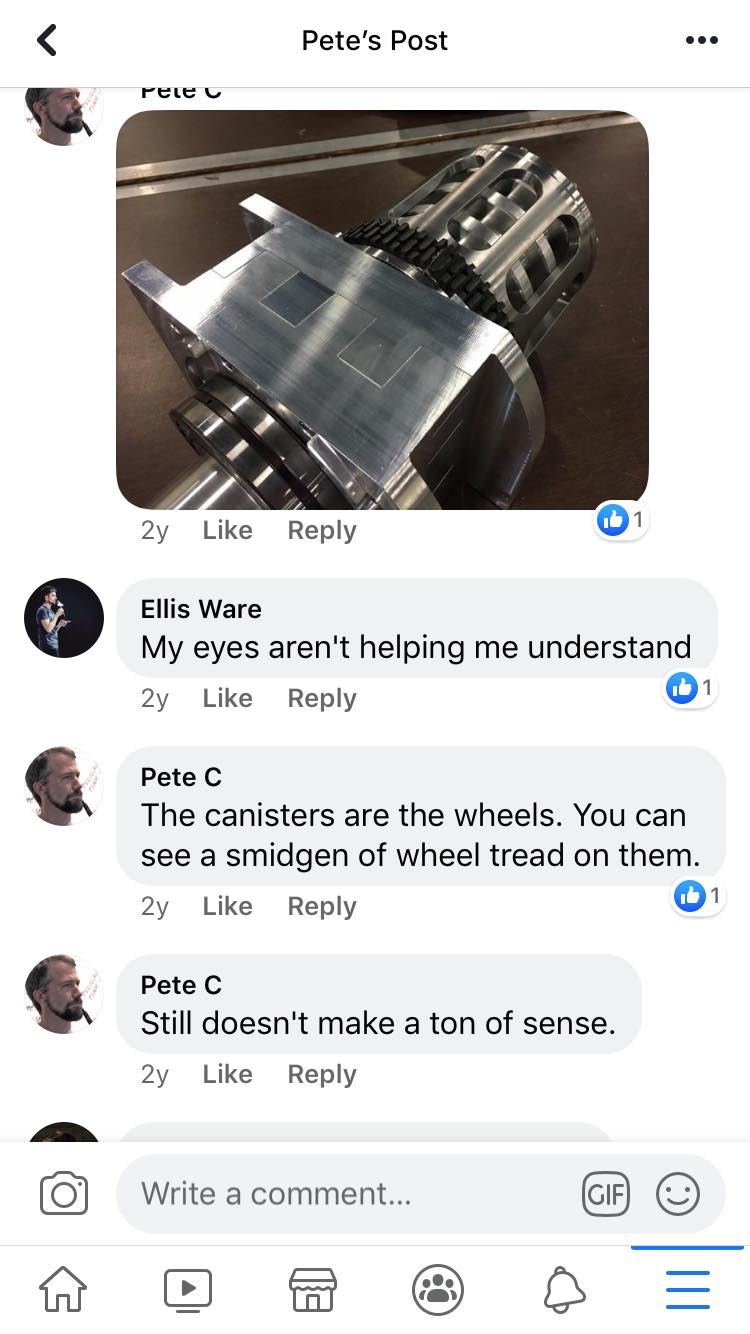 Pete's Post
Pete C
2y Like Reply 1
Ellis Ware
My eyes aren't helping me understand
2y Like Reply 1
Pete C
The canisters are the wheels. You can
see a smidgen of wheel tread on them.
2y Like Reply 1
Pete C
Still doesn't make a ton of sense.
2y Like Reply
Write a comment...
GIF